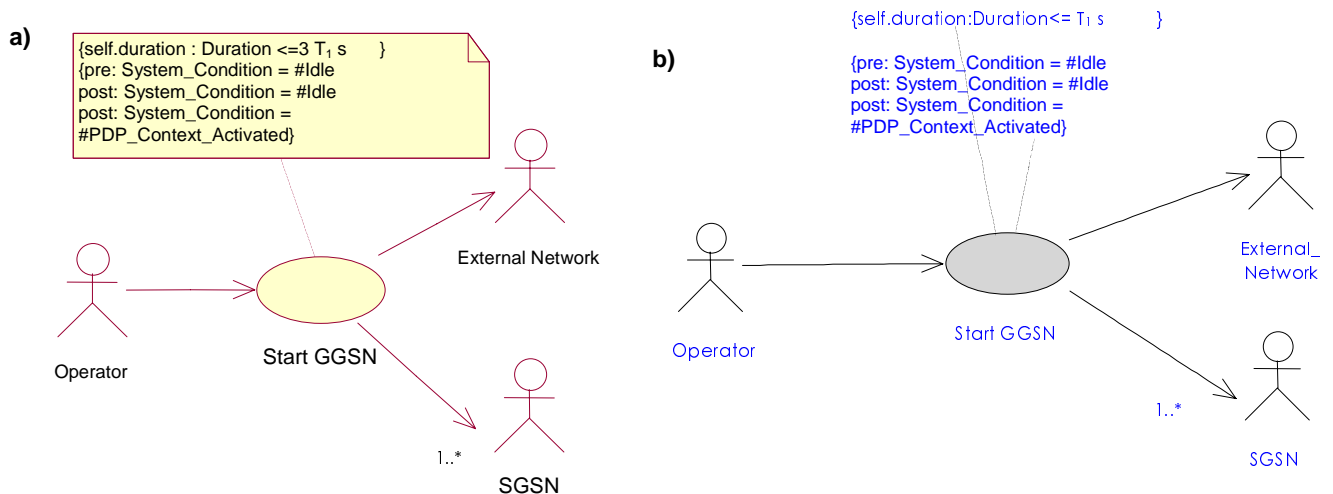 a)
{self.duration : Duration <=3 T₁ s }
{pre: System_Condition = #Idle
post: System_Condition = #Idle
post: System_Condition =
#PDP_Context_Activated}
External Network
Operator
Start GGSN
1..*
SGSN
b)
{self.duration:Duration<= T₁ s }
{pre: System_Condition = #Idle
post: System_Condition = #Idle
post: System_Condition =
#PDP_Context_Activated}
External_
Network
Operator
Start GGSN
1..*
SGSN